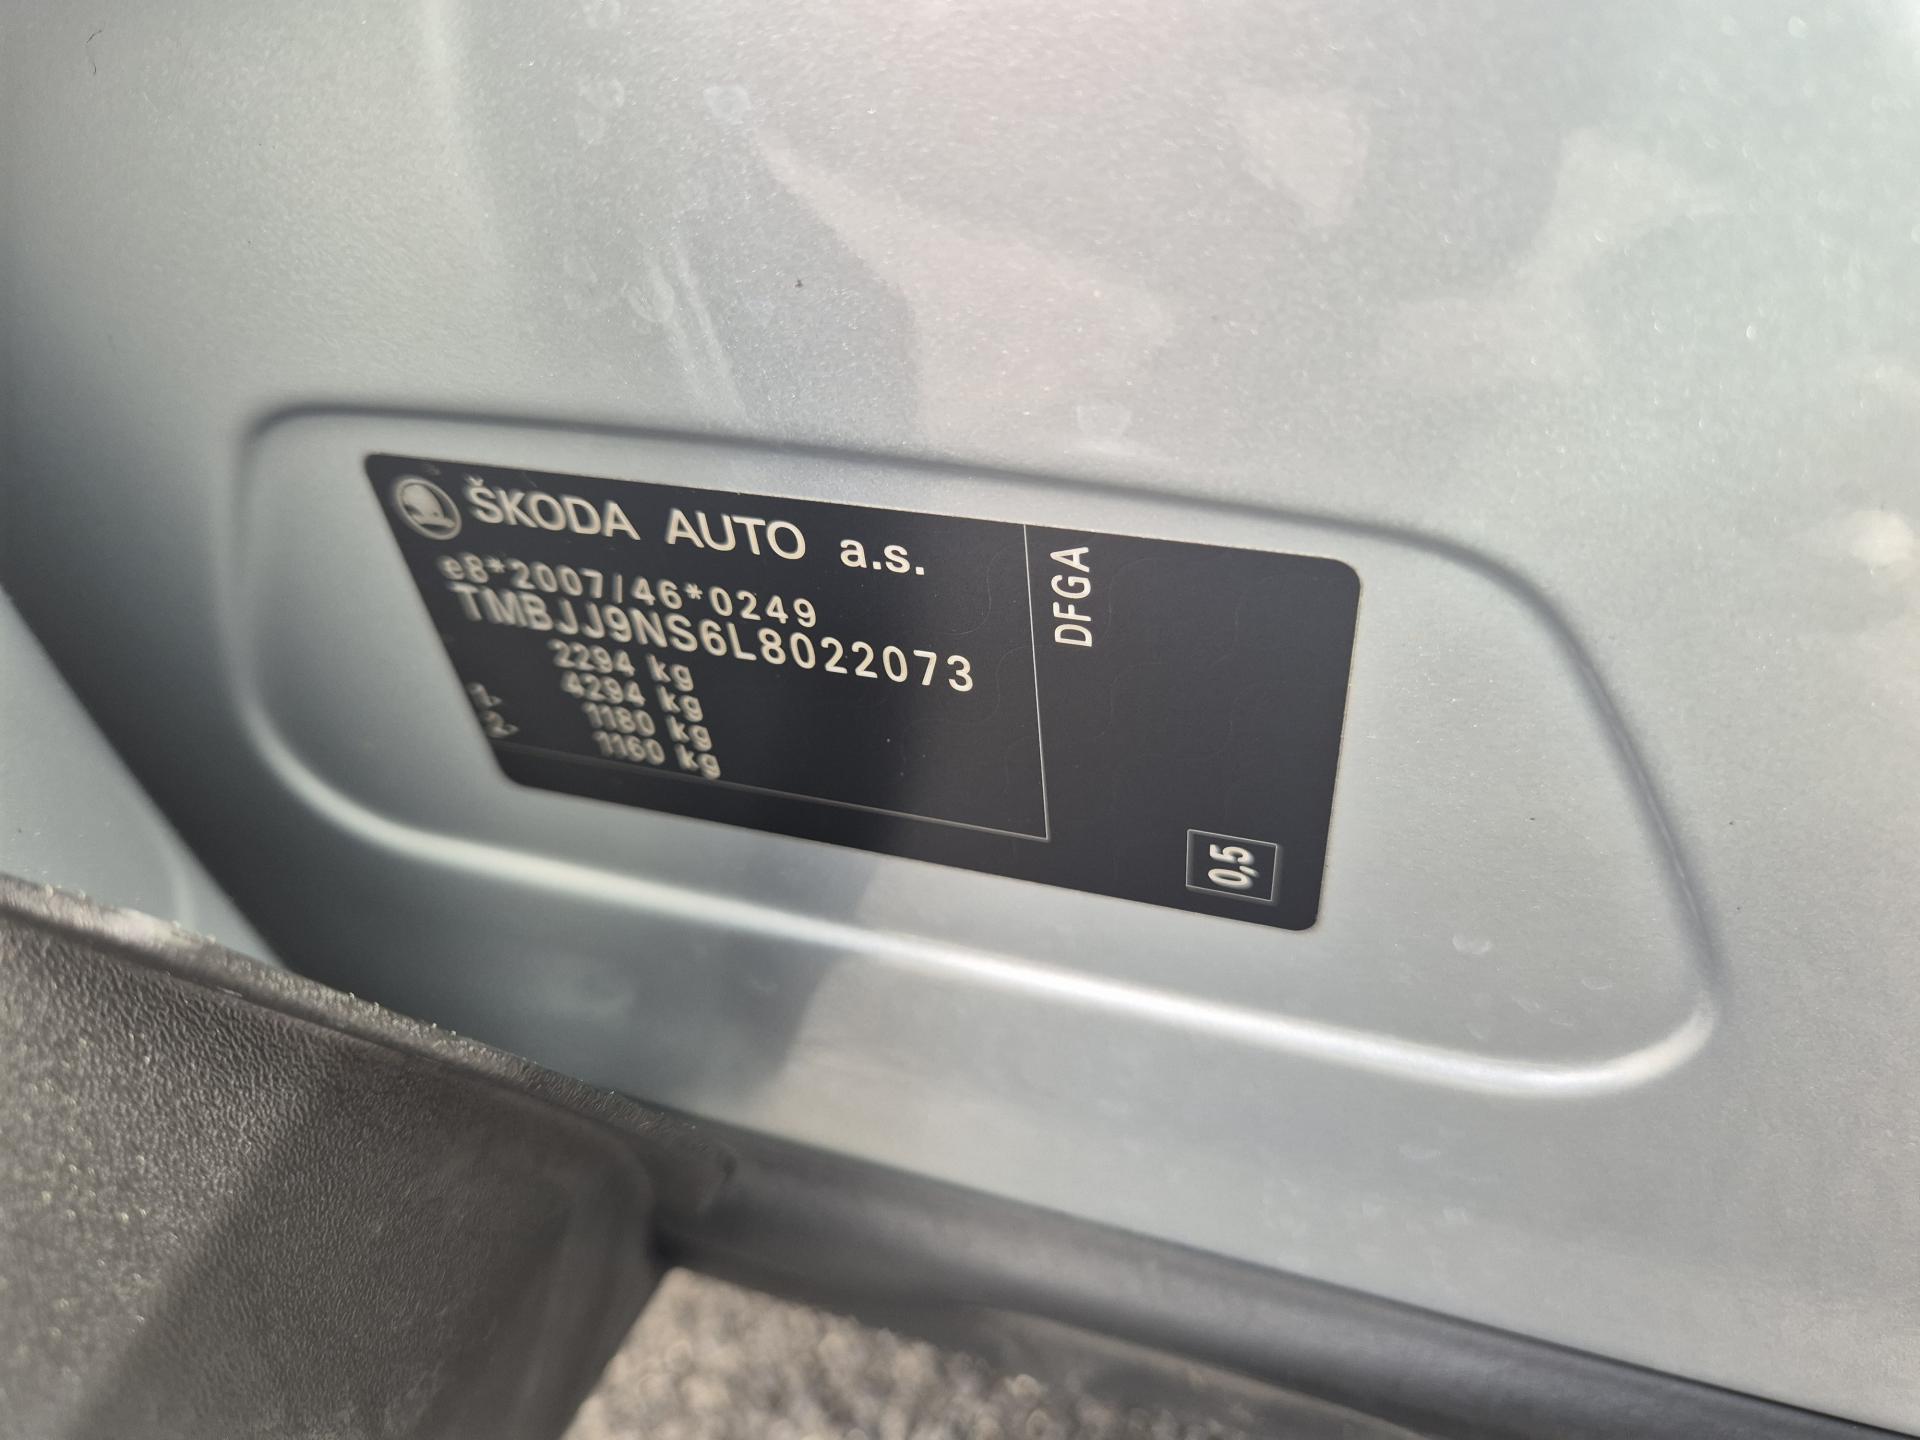 ŠKODA AUTO a.s.
e8*2007/46*0249
TMBJJ9NS6L8022073
2294 kg
4294 kg
1- 1180 kg
2- 1160 kg
DFGA
0,5